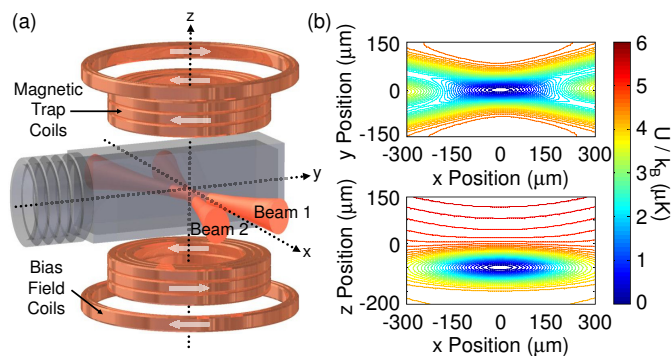 (a)
z
Magnetic
Trap
Coils
y
Beam 1
Beam 2
x
Bias
Field
Coils
(b)
y Position (μm)
150
0
-150
-300 -150 0 150 300
x Position (μm)
z Position (μm)
150
0
-200
-300 -150 0 150 300
x Position (μm)
6
5
4
3
2
1
0
U / kB (μK)